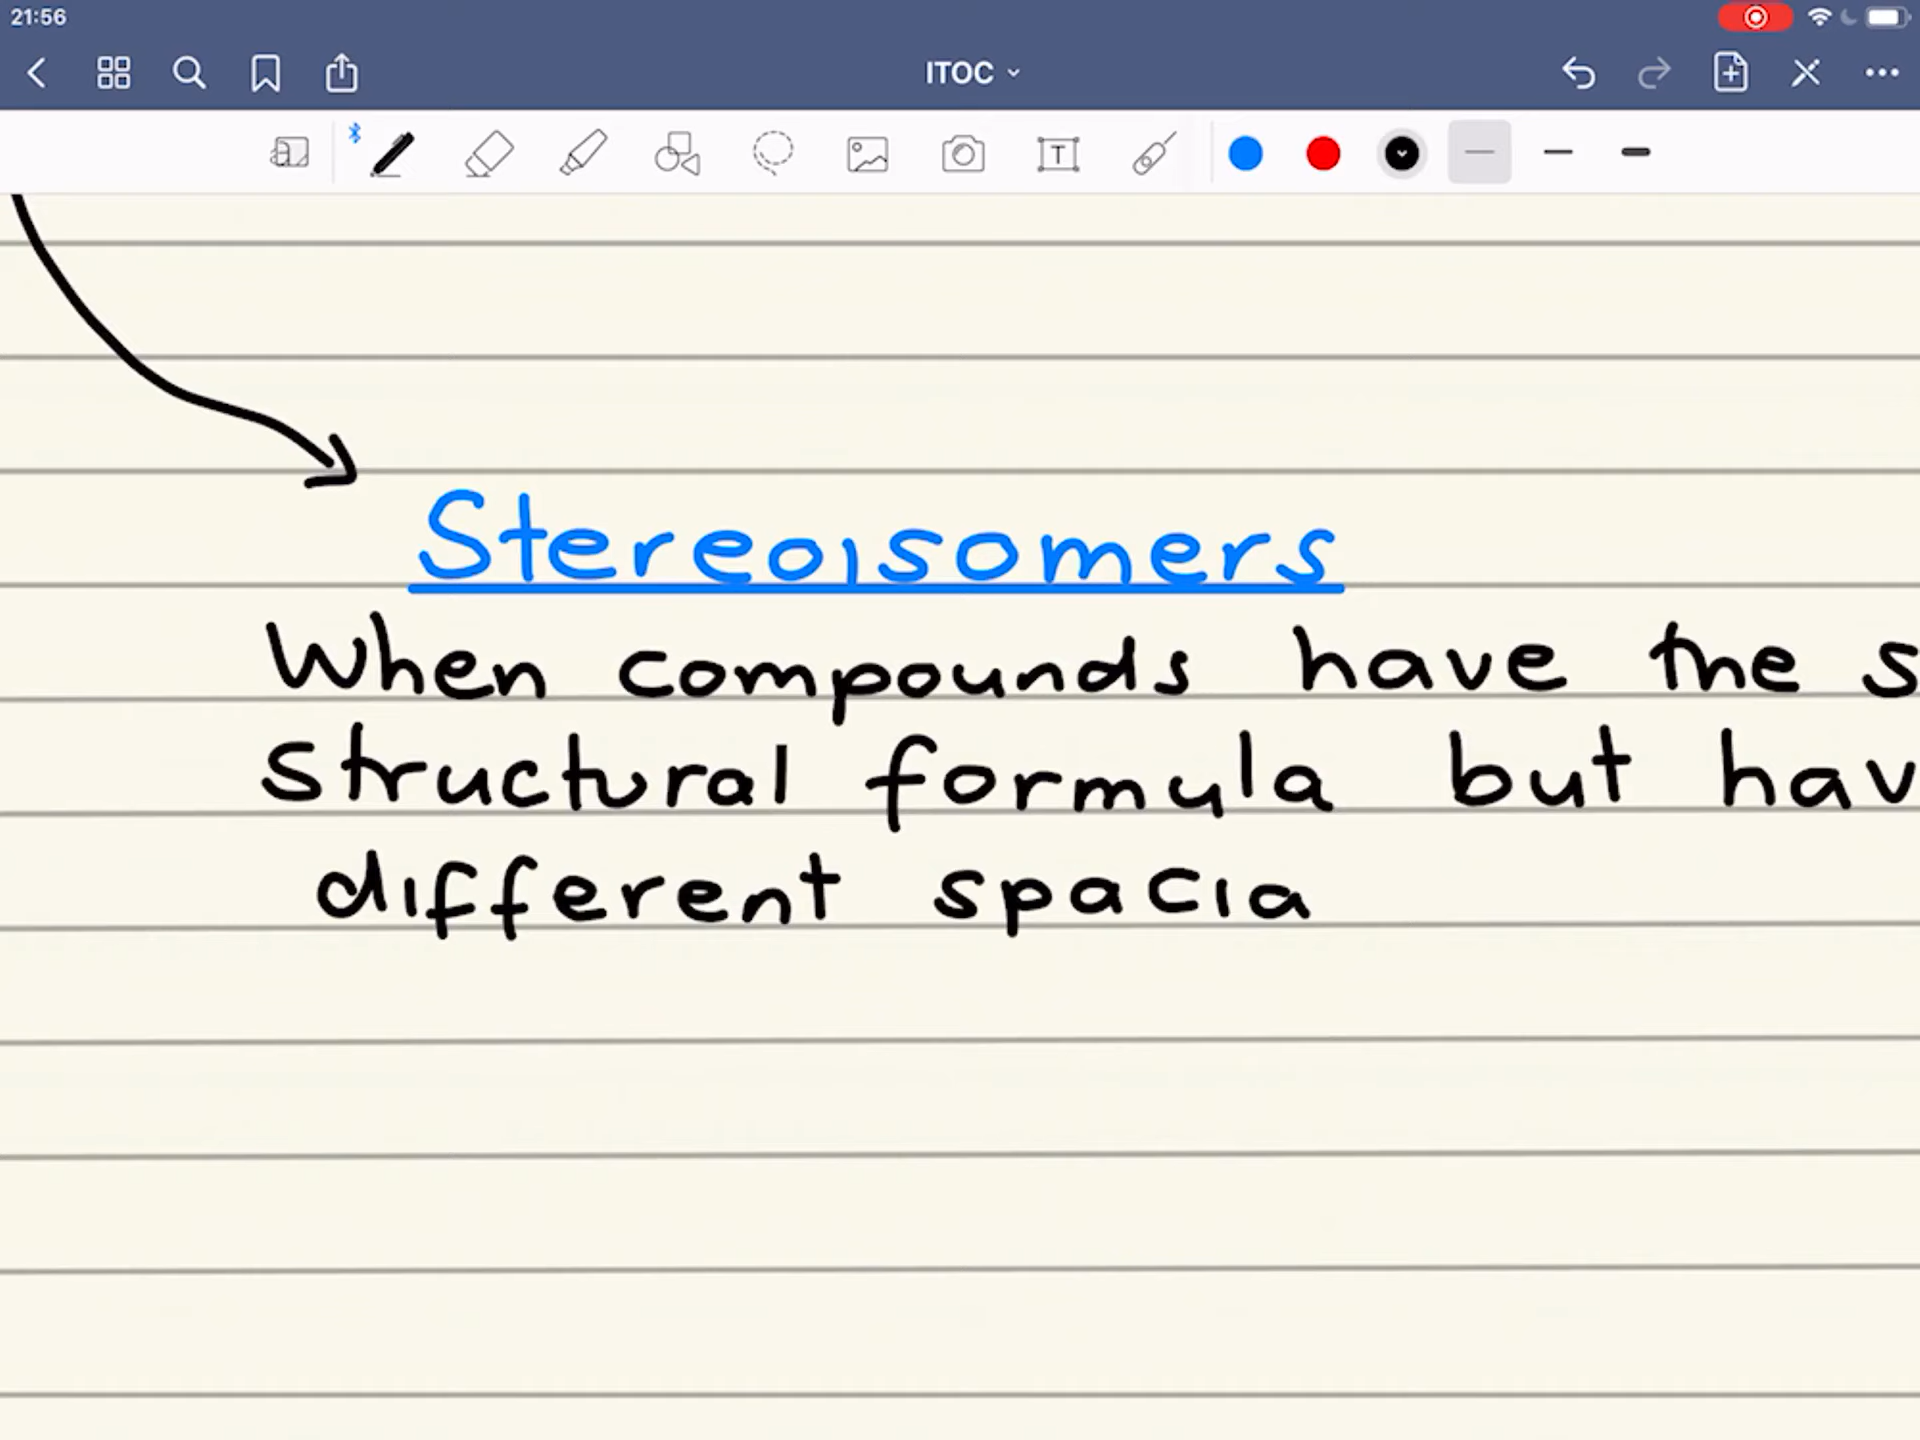 21:56
ITOC
T
Stereoisomers
When compounds have the s
structural formula but hav
different spacia